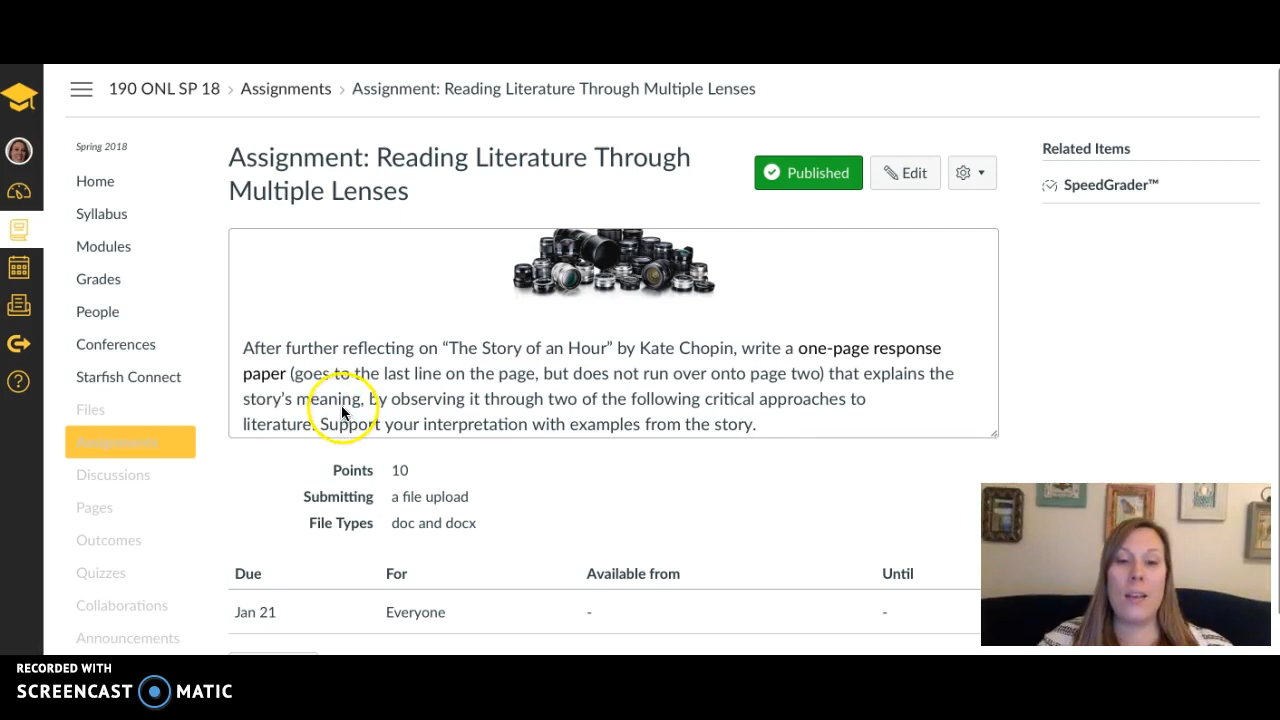 190 ONL SP 18 › Assignments › Assignment: Reading Literature Through Multiple Lenses
Spring 2018
Home
Syllabus
Modules
Grades
People
Conferences
Starfish Connect
Files
Assignments
Discussions
Pages
Outcomes
Quizzes
Collaborations
Announcements
Assignment: Reading Literature Through
Multiple Lenses
Published
Edit
After further reflecting on “The Story of an Hour” by Kate Chopin, write a one-page response
paper (goes to the last line on the page, but does not run over onto page two) that explains the
story’s meaning, by observing it through two of the following critical approaches to
literature. Support your interpretation with examples from the story.
Points 10
Submitting a file upload
File Types doc and docx
Due For Available from Until
Jan 21 Everyone - -
Related Items
SpeedGrader™
RECORDED WITH
SCREENCAST MATIC